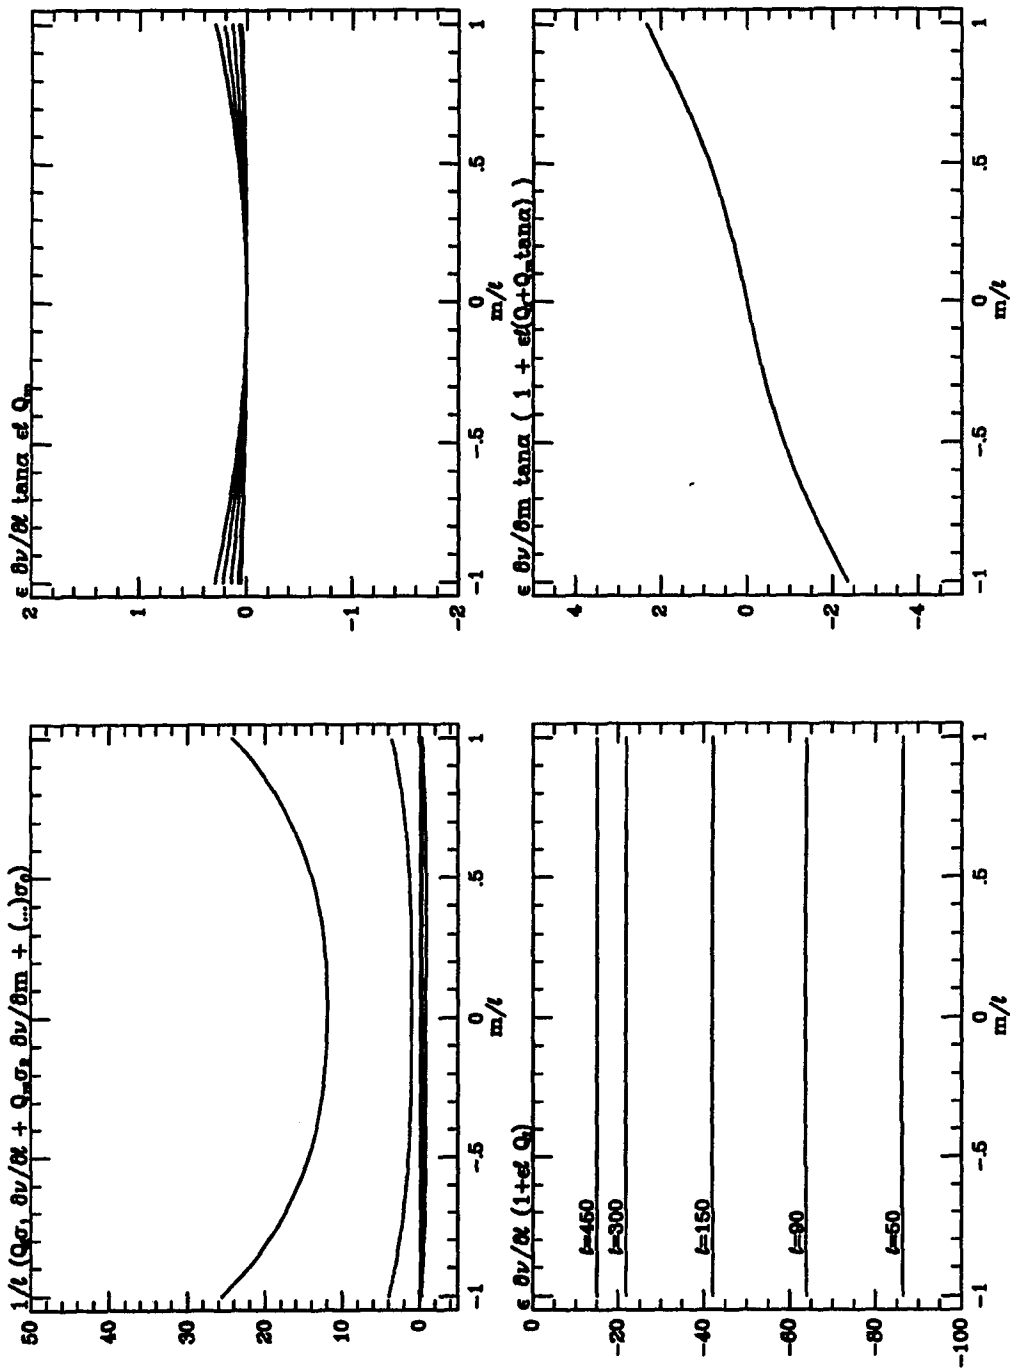 1/ℓ (Qₗσ₁ ∂ν/∂ℓ + Qₘσ₂ ∂ν/∂m + (...)σ₀)
50
40
30
20
10
0
-1 -.5 0 .5 1
m/ℓ
ε ∂ν/∂ℓ tanα εℓ Qₘ
2
1
0
-1
-2
-1 -.5 0 .5 1
m/ℓ
ε ∂ν/∂ℓ (1+εℓ Qₗ)
0
-20
-40
-60
-80
-100
ℓ=450
ℓ=300
ℓ=150
ℓ=90
ℓ=50
-1 -.5 0 .5 1
m/ℓ
ε ∂ν/∂m tanα ( 1 + εℓ(Qₗ+Qₘtanα) )
4
2
0
-2
-4
-1 -.5 0 .5 1
m/ℓ